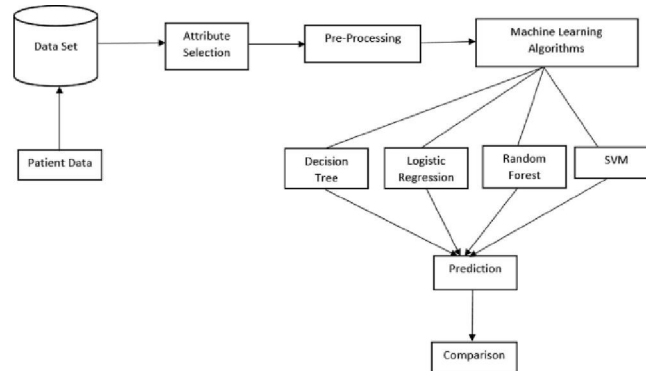 Data Set
Attribute
Selection
Pre-Processing
Machine Learning
Algorithms
Patient Data
Decision
Tree
Logistic
Regression
Random
Forest
SVM
Prediction
Comparison